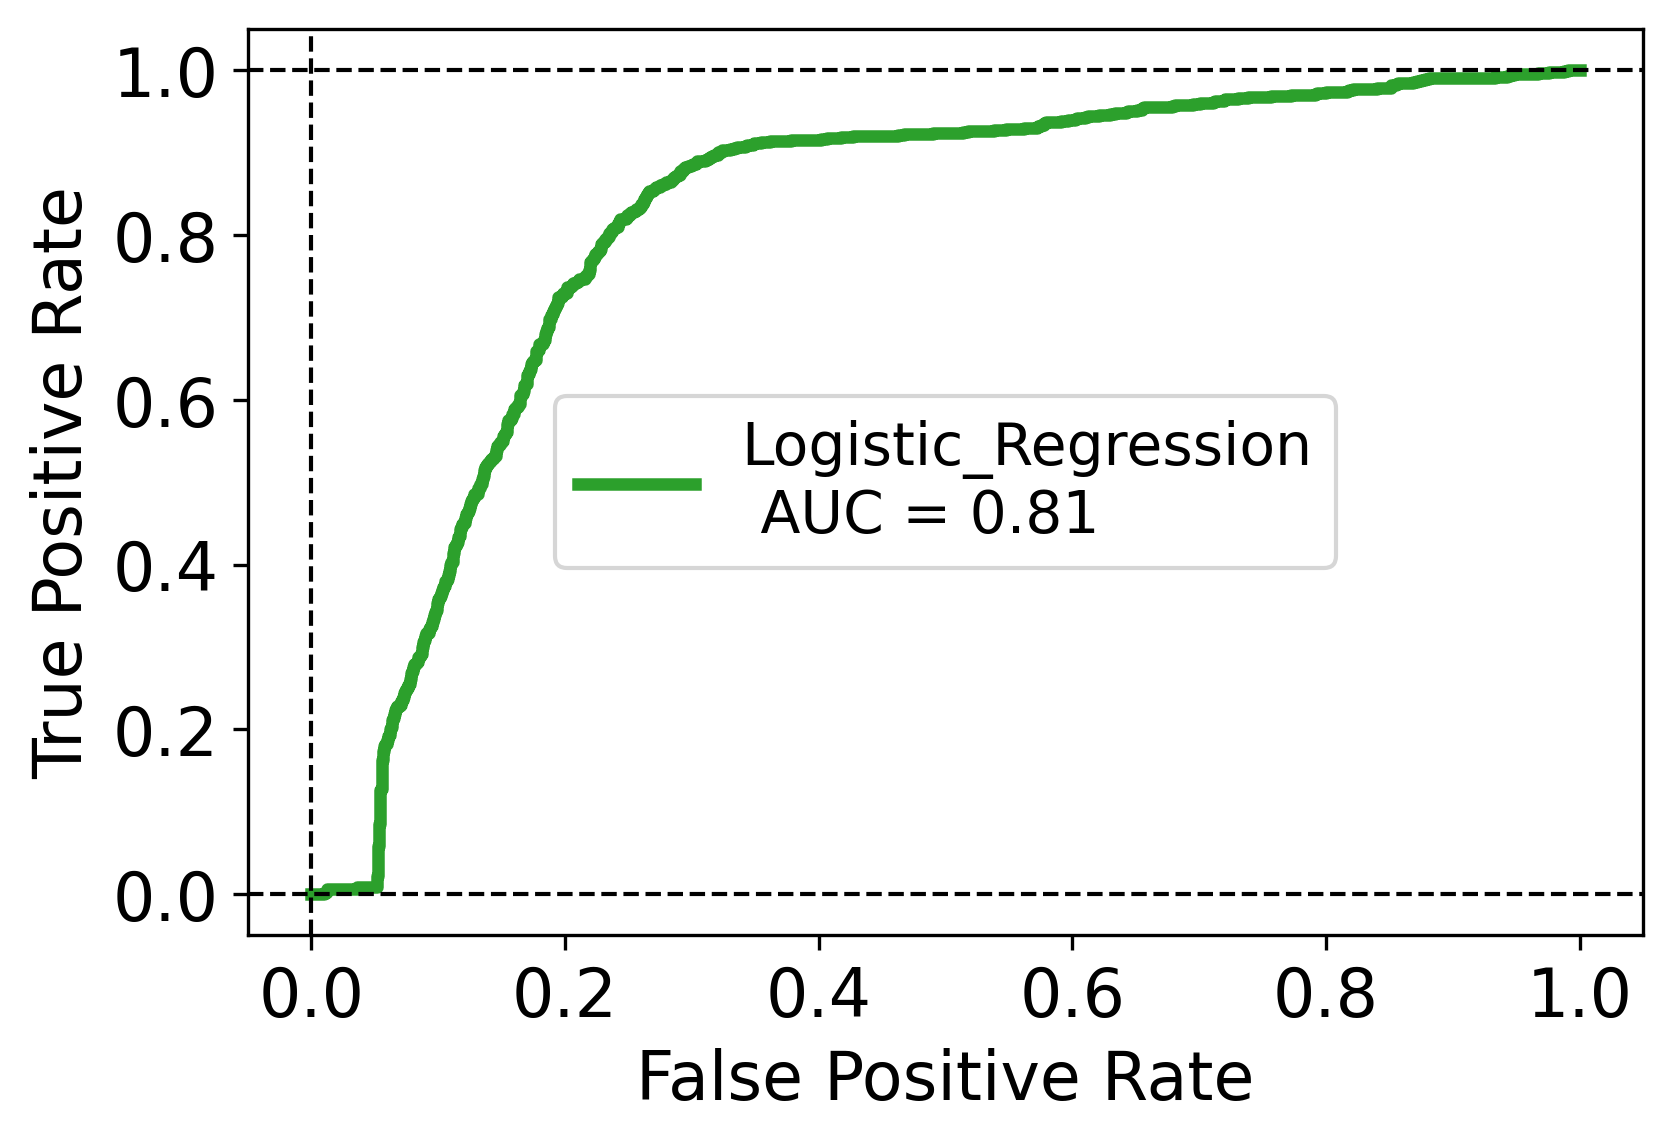 1.0
0.8
0.6
0.4
0.2
0.0
True Positive Rate
Logistic_Regression
AUC = 0.81
0.0 0.2 0.4 0.6 0.8 1.0
False Positive Rate